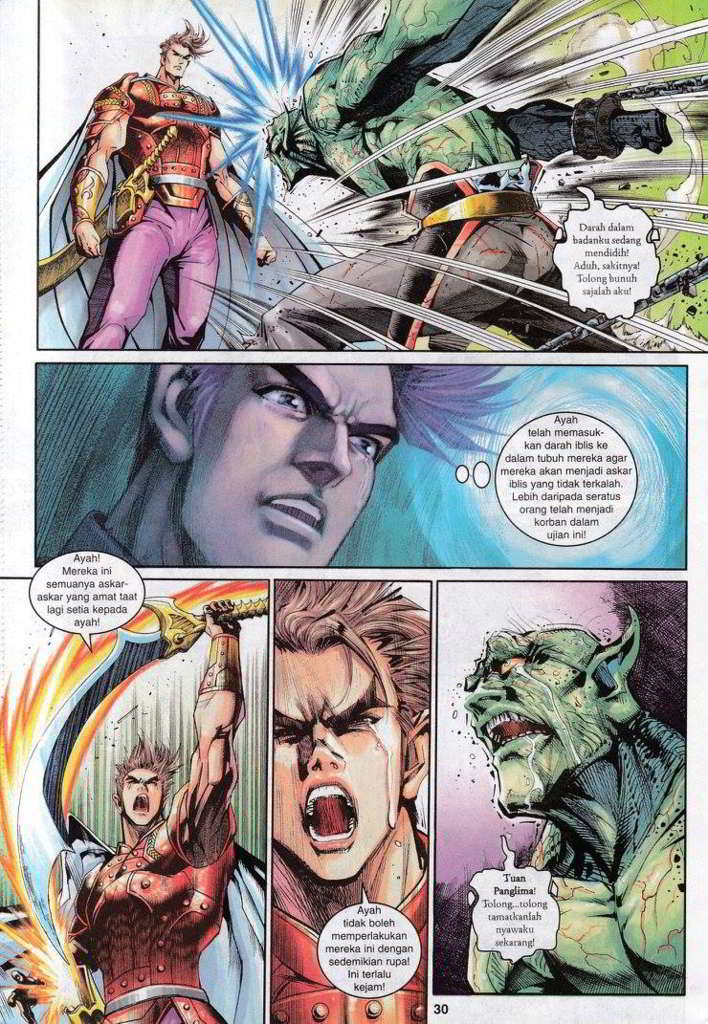 Darah dalam
badanku sedang
mendidih!
Aduh, sakitnya!
Tolong bunuh
sajalah aku!
Ayah
telah memasuk-
kan darah iblis ke
dalam tubuh mereka agar
mereka akan menjadi askar
iblis yang tidak terkalah.
Lebih daripada seratus
orang telah menjadi
korban dalam
ujian ini!
Ayah!
Mereka ini
semuanya askar-
askar yang amat taat
lagi setia kepada
ayah!
Ayah
tidak boleh
memperlakukan
mereka ini dengan
sedemikian rupa!
Ini terlalu
kejam!
Tuan
Panglima!
Tolong...tolong
tamatkanlah
nyawaku
sekarang!
30